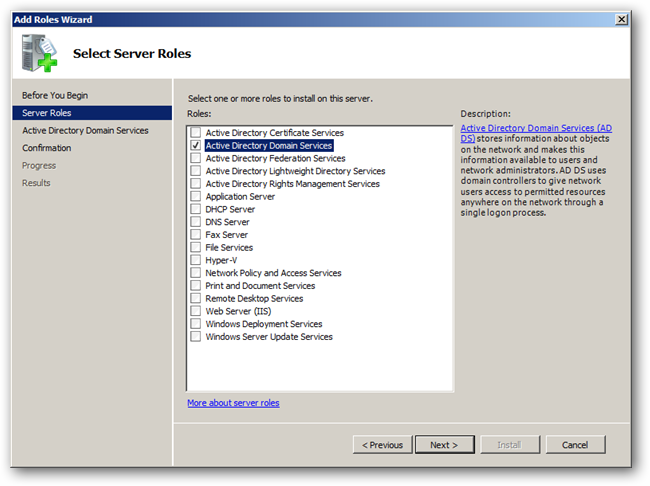 Add Roles Wizard
Select Server Roles
Before You Begin
Server Roles
Active Directory Domain Services
Confirmation
Progress
Results
Select one or more roles to install on this server.
Roles:
Active Directory Certificate Services
Active Directory Domain Services
Active Directory Federation Services
Active Directory Lightweight Directory Services
Active Directory Rights Management Services
Application Server
DHCP Server
DNS Server
Fax Server
File Services
Hyper-V
Network Policy and Access Services
Print and Document Services
Remote Desktop Services
Web Server (IIS)
Windows Deployment Services
Windows Server Update Services
More about server roles
Description:
Active Directory Domain Services (AD
DS) stores information about objects
on the network and makes this
information available to users and
network administrators. AD DS uses
domain controllers to give network
users access to permitted resources
anywhere on the network through a
single logon process.
< Previous
Next >
Install
Cancel